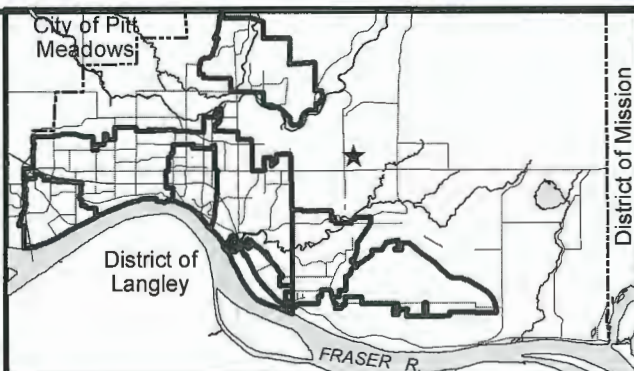 City of Pitt
Meadows
District of Mission
District of
Langley
FRASER R.